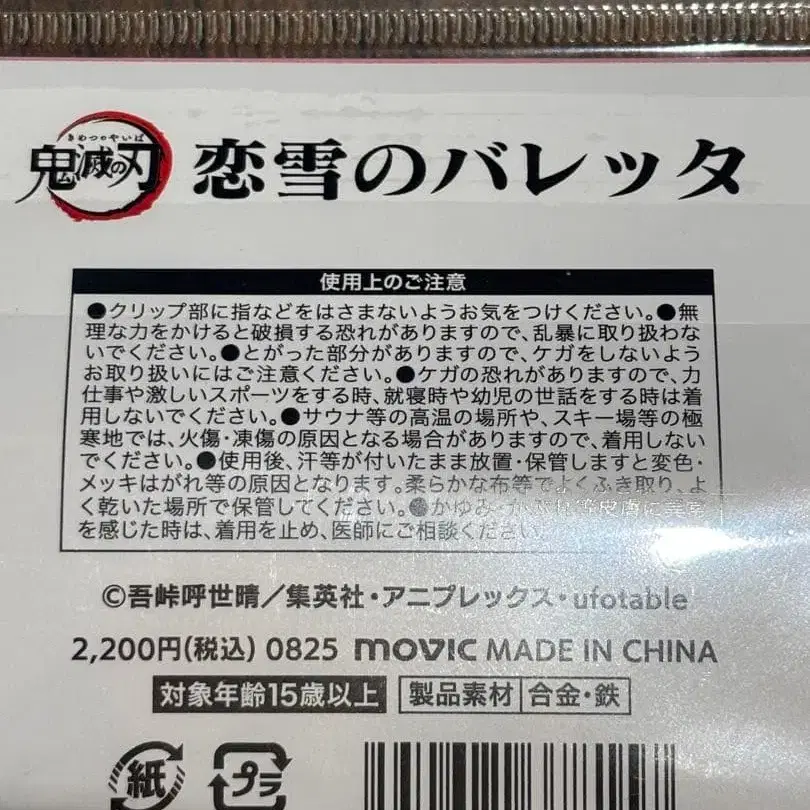 きめつのやいば
鬼滅の刃 恋雪のバレッタ
使用上のご注意
●クリップ部に指などをはさまないようお気をつけください。●無
理な力をかけると破損する恐れがありますので、乱暴に取り扱わな
いでください。●とがった部分がありますので、ケガをしないよう
お取り扱いにはご注意ください。●ケガの恐れがありますので、力
仕事や激しいスポーツをする時、就寝時や幼児の世話をする時は着
用しないでください。●サウナ等の高温の場所や、スキー場等の極
寒地では、火傷・凍傷の原因となる場合がありますので、着用しない
でください。●使用後、汗等が付いたまま放置・保管しますと変色・
メッキはがれ等の原因となります。柔らかな布等でよくふき取り、よ
く乾いた場所で保管してください。●かゆみ・かぶれ等皮膚に異常
を感じた時は、着用を止め、医師にご相談ください。
©吾峠呼世晴／集英社・アニプレックス・ufotable
2,200円(税込) 0825 movic MADE IN CHINA
対象年齢15歳以上 製品素材 合金・鉄
紙 プラ